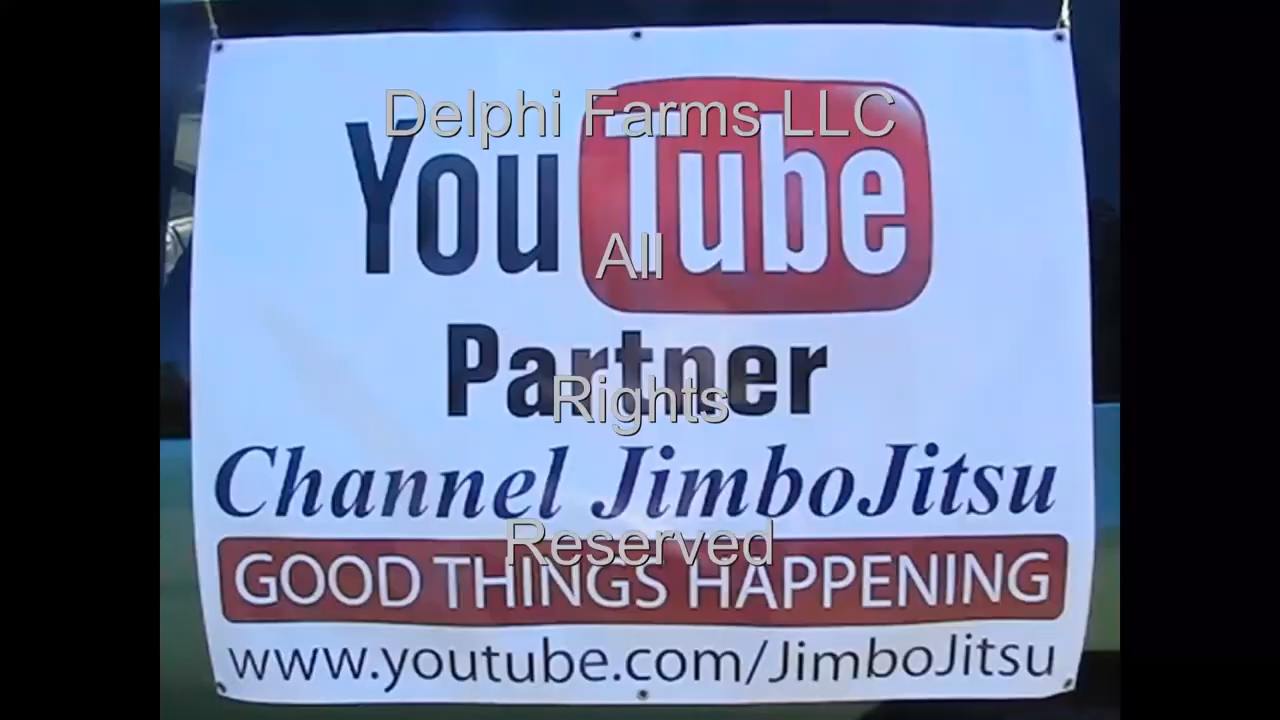 Delphi Farms LLC
YouTube
All
Partner
Rights
Channel JimboJitsu
Reserved
GOOD THINGS HAPPENING
www.youtube.com/JimboJitsu